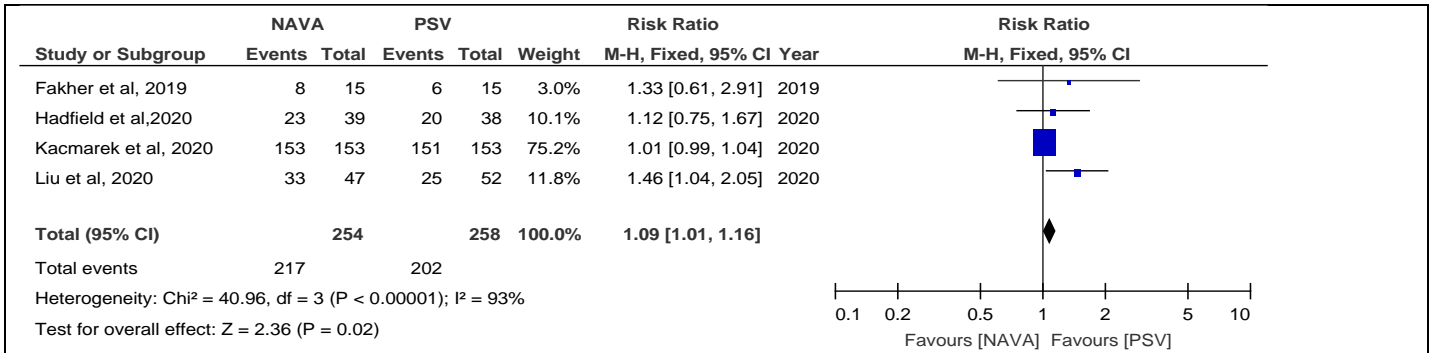 NAVA PSV Risk Ratio Risk Ratio
Study or Subgroup Events Total Events Total Weight M-H, Fixed, 95% CI Year M-H, Fixed, 95% CI
Fakher et al, 2019 8 15 6 15 3.0% 1.33 [0.61, 2.91] 2019
Hadfield et al,2020 23 39 20 38 10.1% 1.12 [0.75, 1.67] 2020
Kacmarek et al, 2020 153 153 151 153 75.2% 1.01 [0.99, 1.04] 2020
Liu et al, 2020 33 47 25 52 11.8% 1.46 [1.04, 2.05] 2020
Total (95% CI) 254 258 100.0% 1.09 [1.01, 1.16]
Total events 217 202
Heterogeneity: Chi² = 40.96, df = 3 (P < 0.00001); I² = 93%
Test for overall effect: Z = 2.36 (P = 0.02)
0.1 0.2 0.5 1 2 5 10
Favours [NAVA] Favours [PSV]